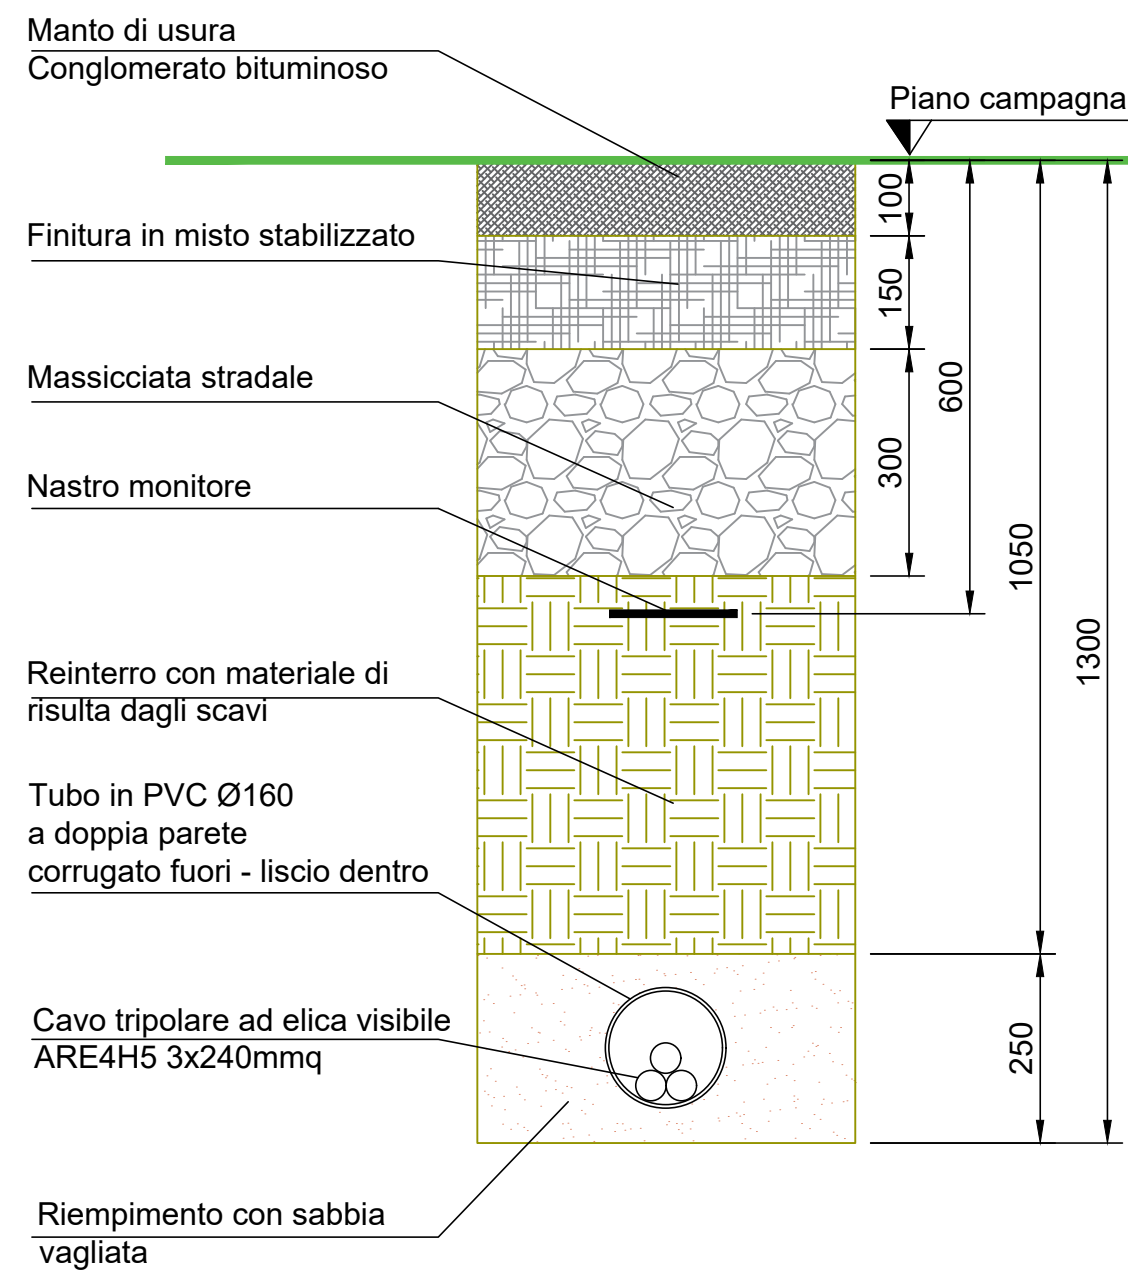 Manto di usura
Conglomerato bituminoso
Piano campagna
100
Finitura in misto stabilizzato
150
Massicciata stradale
600
300
Nastro monitore
1050
1300
Reinterro con materiale di
risulta dagli scavi
Tubo in PVC Ø160
a doppia parete
corrugato fuori - liscio dentro
Cavo tripolare ad elica visibile
ARE4H5 3x240mmq
250
Riempimento con sabbia
vagliata